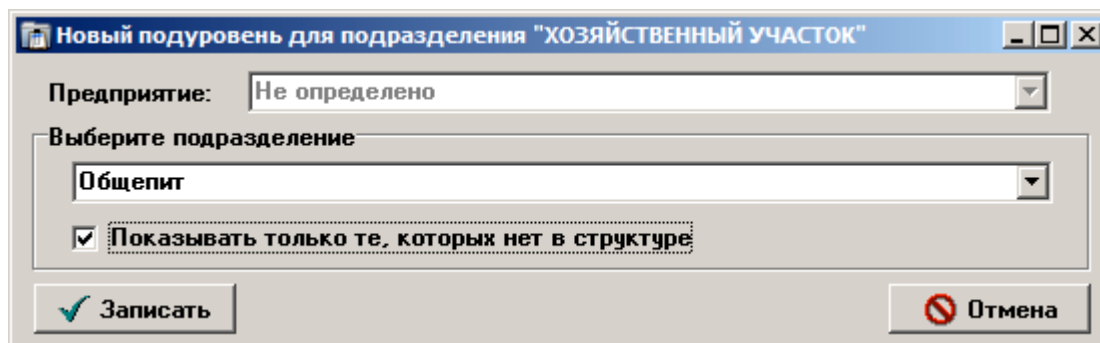 Новый подуровень для подразделения "ХОЗЯЙСТВЕННЫЙ УЧАСТОК"
Предприятие: Не определено
Выберите подразделение
Общепит
Показывать только те, которых нет в структуре
Записать Отмена